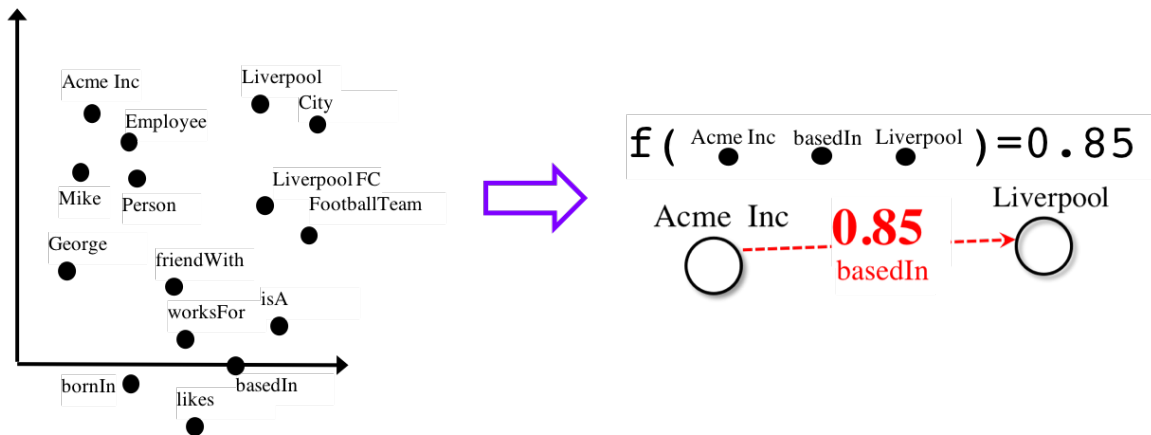 Acme Inc
Liverpool
City
Employee
Mike
Person
Liverpool FC
FootballTeam
George
friendWith
isA
worksFor
bornIn
basedIn
likes
f( Acme Inc basedIn Liverpool )=0.85
Acme Inc
0.85
basedIn
Liverpool